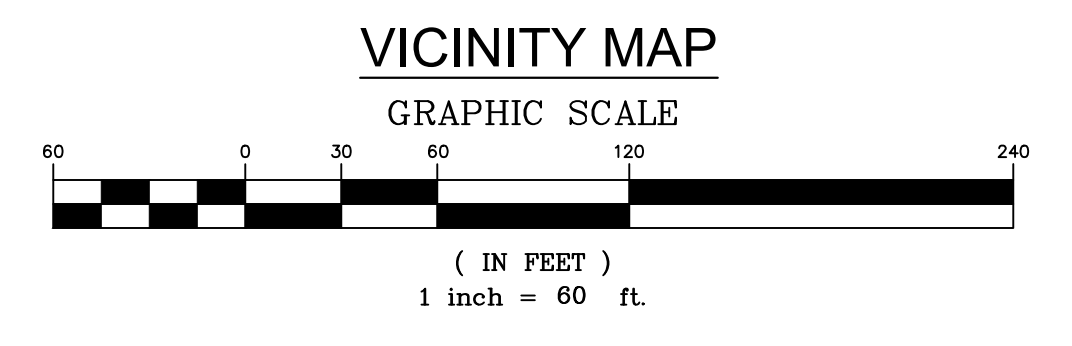 VICINITY MAP
GRAPHIC SCALE
60 0 30 60 120 240
( IN FEET )
1 inch = 60 ft.